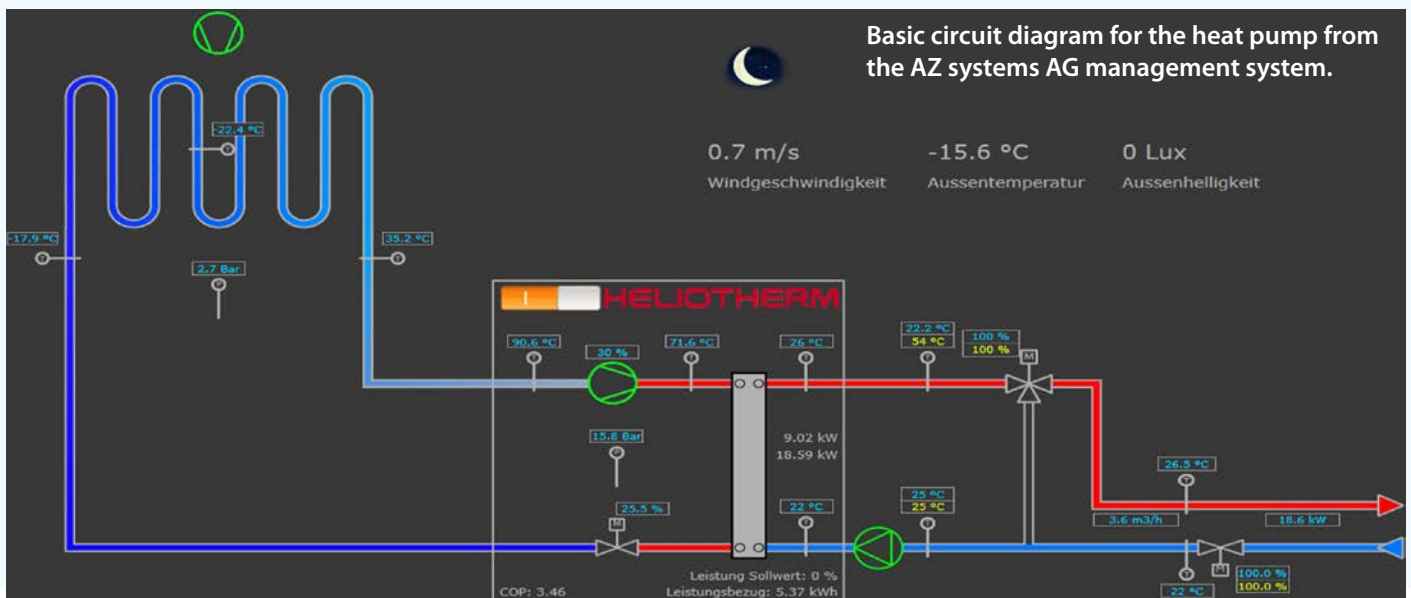 Basic circuit diagram for the heat pump from
the AZ systems AG management system.
0.7 m/s
-15.6 °C
0 Lux
Windgeschwindigkeit
Aussentemperatur
Aussenhelligkeit
-22.4 °C
-17.9 °C
35.2 °C
2.7 Bar
HELIOTHERM
90.6 °C
30 %
71.6 °C
26 °C
22.2 °C
54 °C
100 %
100 %
15.8 Bar
9.02 kW
18.59 kW
26.5 °C
25.5 %
22 °C
25 °C
25 °C
3.6 m3/h
18.6 kW
Leistung Sollwert: 0 %
COP: 3.46
Leistungsbezug: 5.37 kWh
22 °C
100.0 %
100.0 %